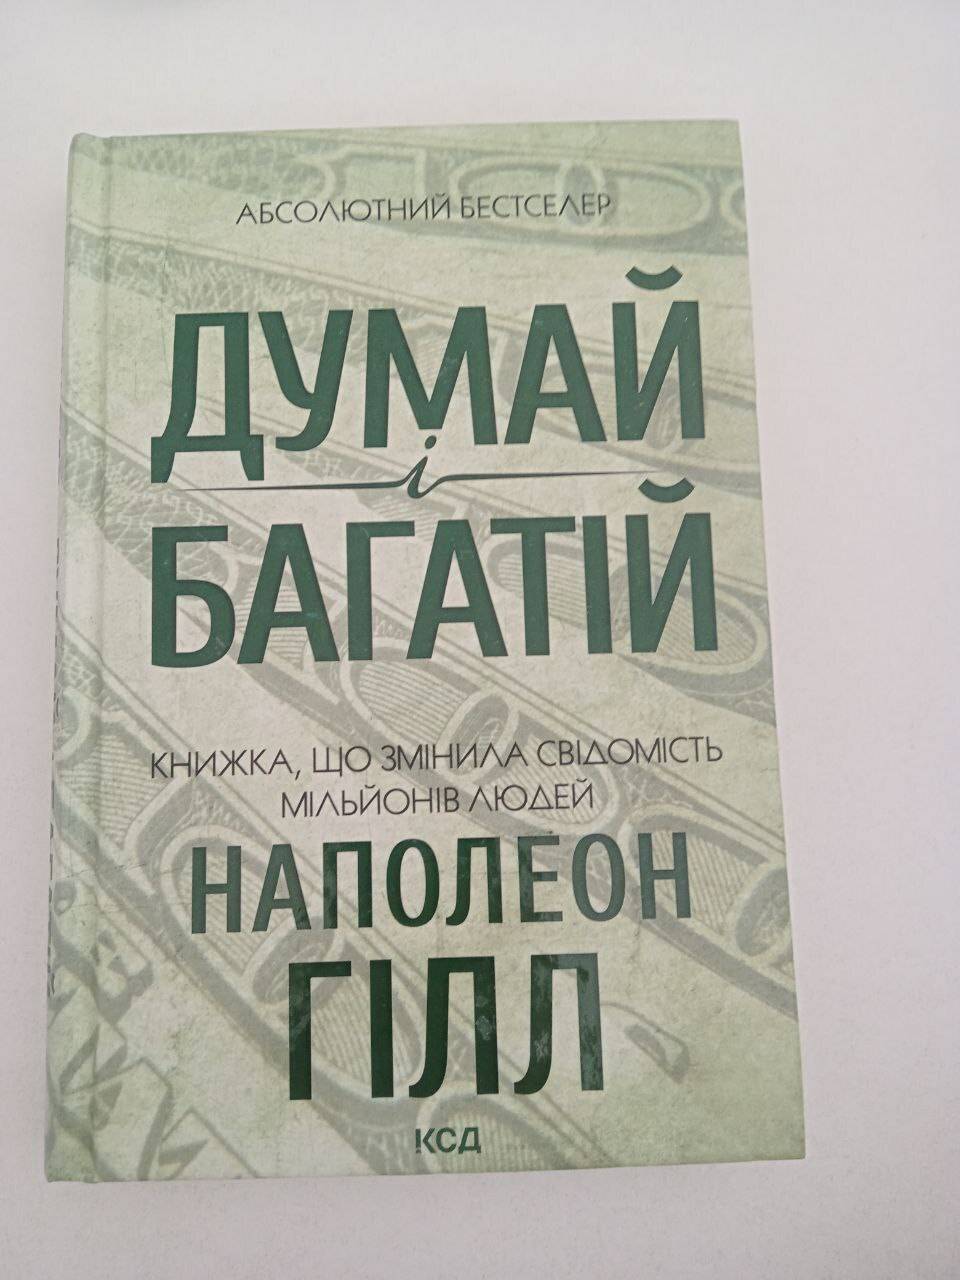 АБСОЛЮТНИЙ БЕСТСЕЛЕР
ДУМАЙ
і
БАГАТІЙ
КНИЖКА, ЩО ЗМІНИЛА СВІДОМІСТЬ
МІЛЬЙОНІВ ЛЮДЕЙ
НАПОЛЕОН
ГІЛЛ
КСД